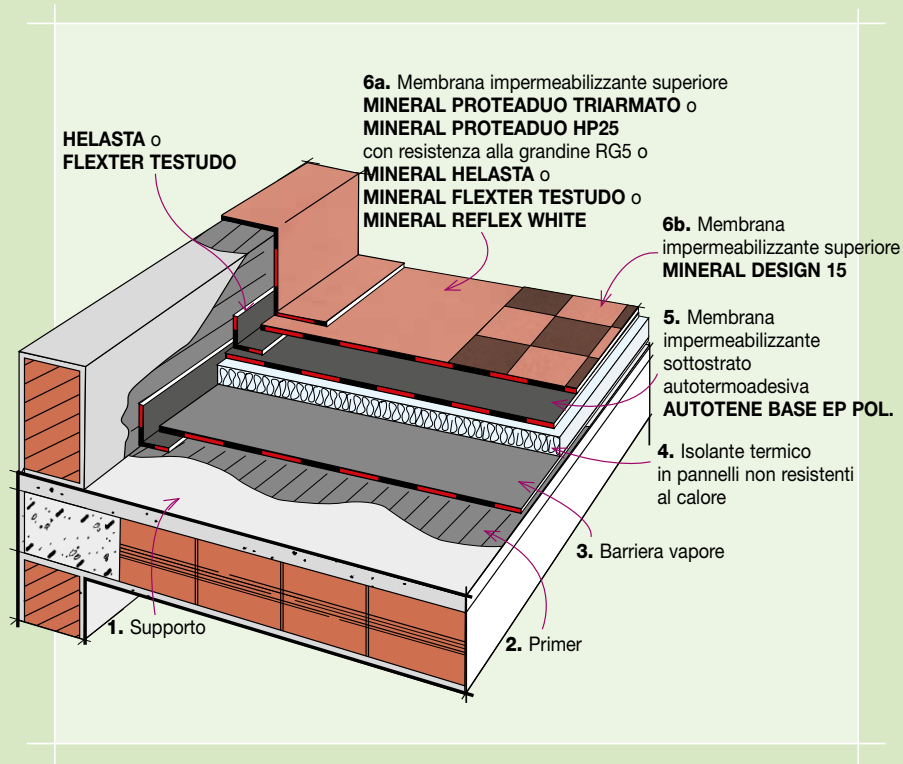 6a. Membrana impermeabilizzante superiore
MINERAL PROTEADUO TRIARMATO o
MINERAL PROTEADUO HP25
con resistenza alla grandine RG5 o
MINERAL HELASTA o
MINERAL FLEXTER TESTUDO o
MINERAL REFLEX WHITE
HELASTA o
FLEXTER TESTUDO
6b. Membrana
impermeabilizzante superiore
MINERAL DESIGN 15
5. Membrana
impermeabilizzante
sottostrato
autotermoadesiva
AUTOTENE BASE EP POL.
4. Isolante termico
in pannelli non resistenti
al calore
3. Barriera vapore
1. Supporto
2. Primer